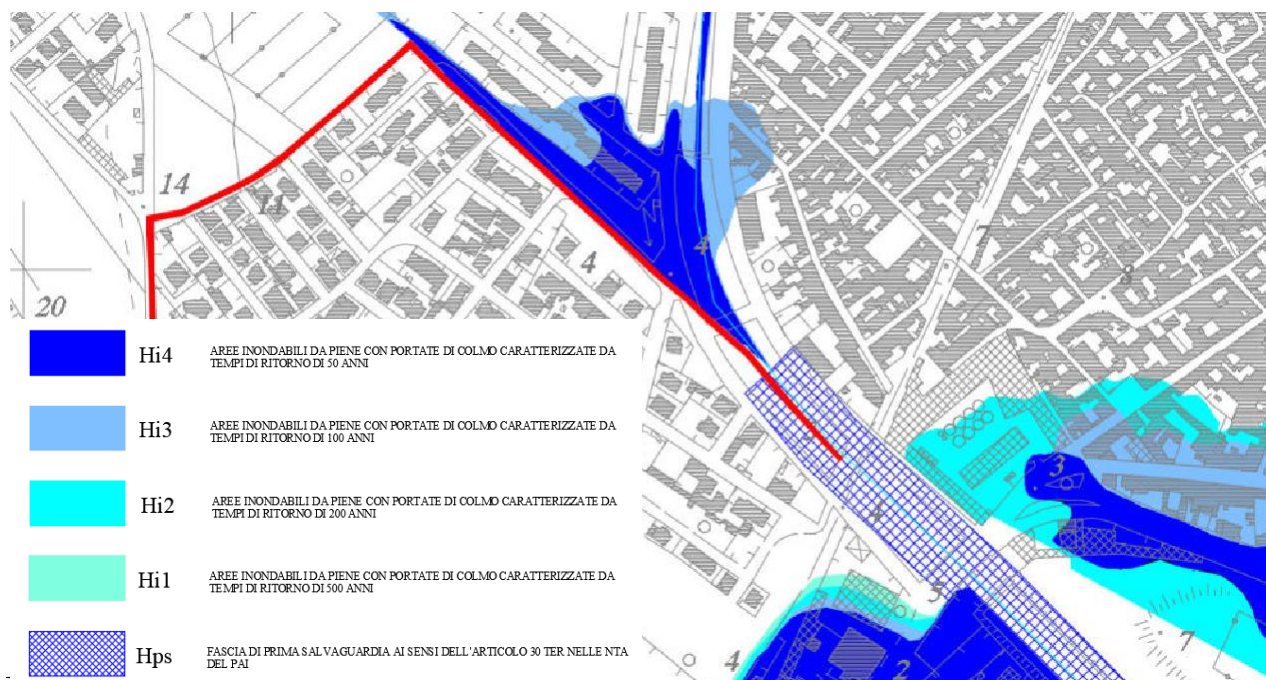 14
11
20
4
4
7
8
3
4
5
7
4
2
Hi4
AREE INONDABILI DA PIENE CON PORTATE DI COLMO CARATTERIZZATE DA
TEMPI DI RITORNO DI 50 ANNI
Hi3
AREE INONDABILI DA PIENE CON PORTATE DI COLMO CARATTERIZZATE DA
TEMPI DI RITORNO DI 100 ANNI
Hi2
AREE INONDABILI DA PIENE CON PORTATE DI COLMO CARATTERIZZATE DA
TEMPI DI RITORNO DI 200 ANNI
Hi1
AREE INONDABILI DA PIENE CON PORTATE DI COLMO CARATTERIZZATE DA
TEMPI DI RITORNO DI 500 ANNI
Hps
FASCIA DI PRIMA SALVAGUARDIA AI SENSI DELL'ARTICOLO 30 TER NELLE NTA
DEL PAI